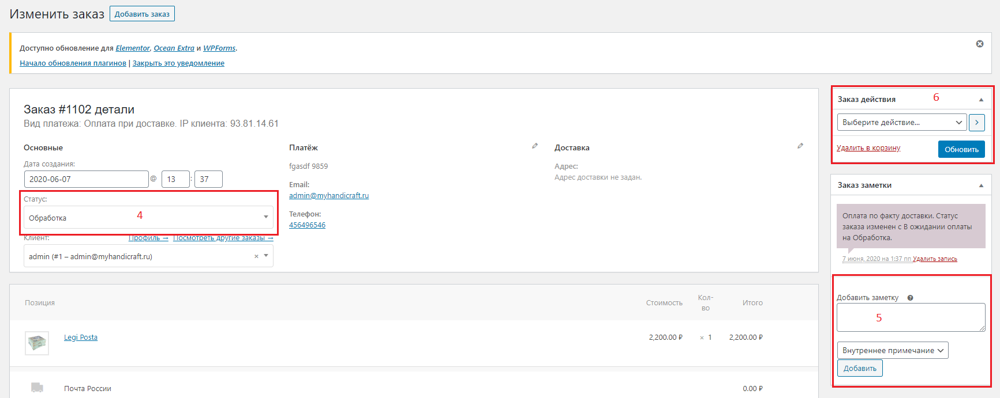 Изменить заказ
Добавить заказ
Доступно обновление для Elementor, Ocean Extra и WPForms.
Начало обновления плагинов | Закрыть это уведомление
Заказ #1102 детали
Вид платежа: Оплата при доставке. IP клиента: 93.81.14.61
Основные
Дата создания:
2020-06-07 @ 13 : 37
Статус:
Обработка
4
Клиент:
Профиль →
Посмотреть другие заказы →
admin (#1 – admin@myhandicraft.ru)
×
Платёж
fgasdf 9859
Email:
admin@myhandicraft.ru
Телефон:
456496546
Доставка
Адрес:
Адрес доставки не задан.
Позиция
Стоимость
Кол-
во
Итого
Legi Posta
2,200.00 ₽
× 1
2,200.00 ₽
Почта России
0.00 ₽
Заказ действия
6
Выберите действие...
Удалить в корзину
Обновить
Заказ заметки
Оплата по факту доставки. Статус
заказа изменен с В ожидании оплаты
на Обработка.
7 июня, 2020 на 1:37 пп Удалить запись
Добавить заметку
?
5
Внутреннее примечание
Добавить